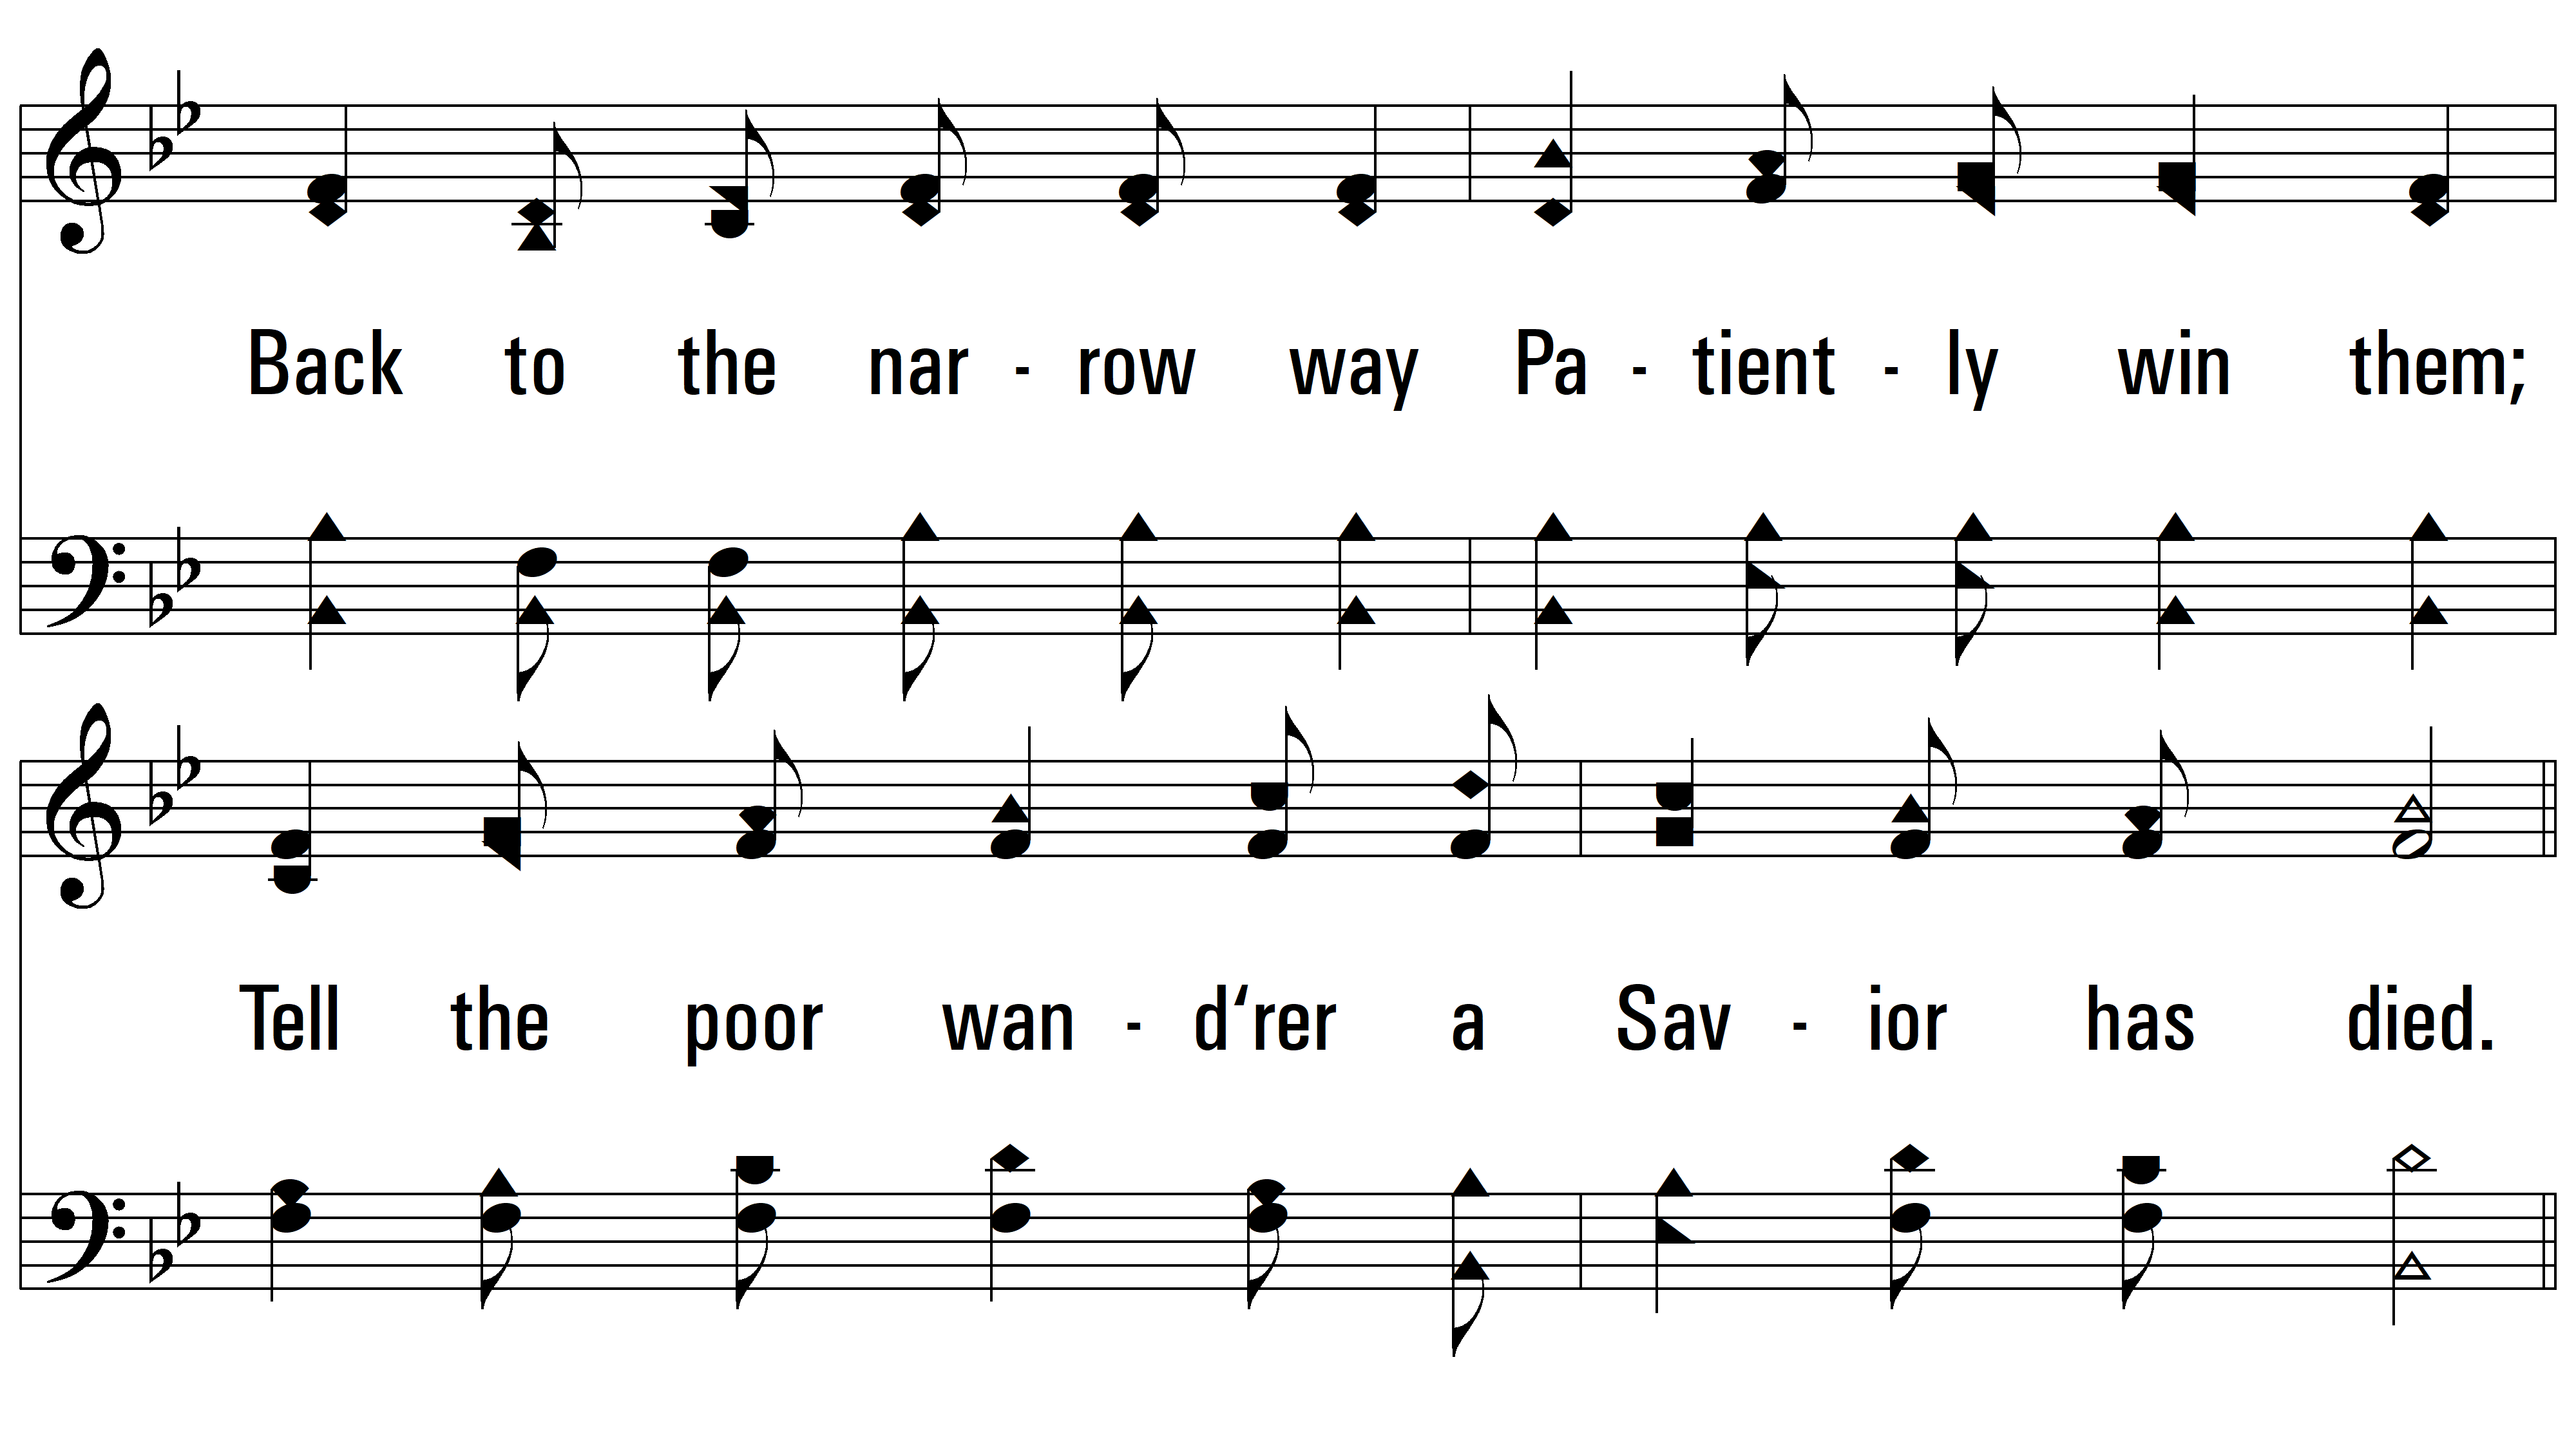 Back to the nar - row way Pa - tient - ly win them;
Tell the poor wan - d‘rer a Sav - ior has died.